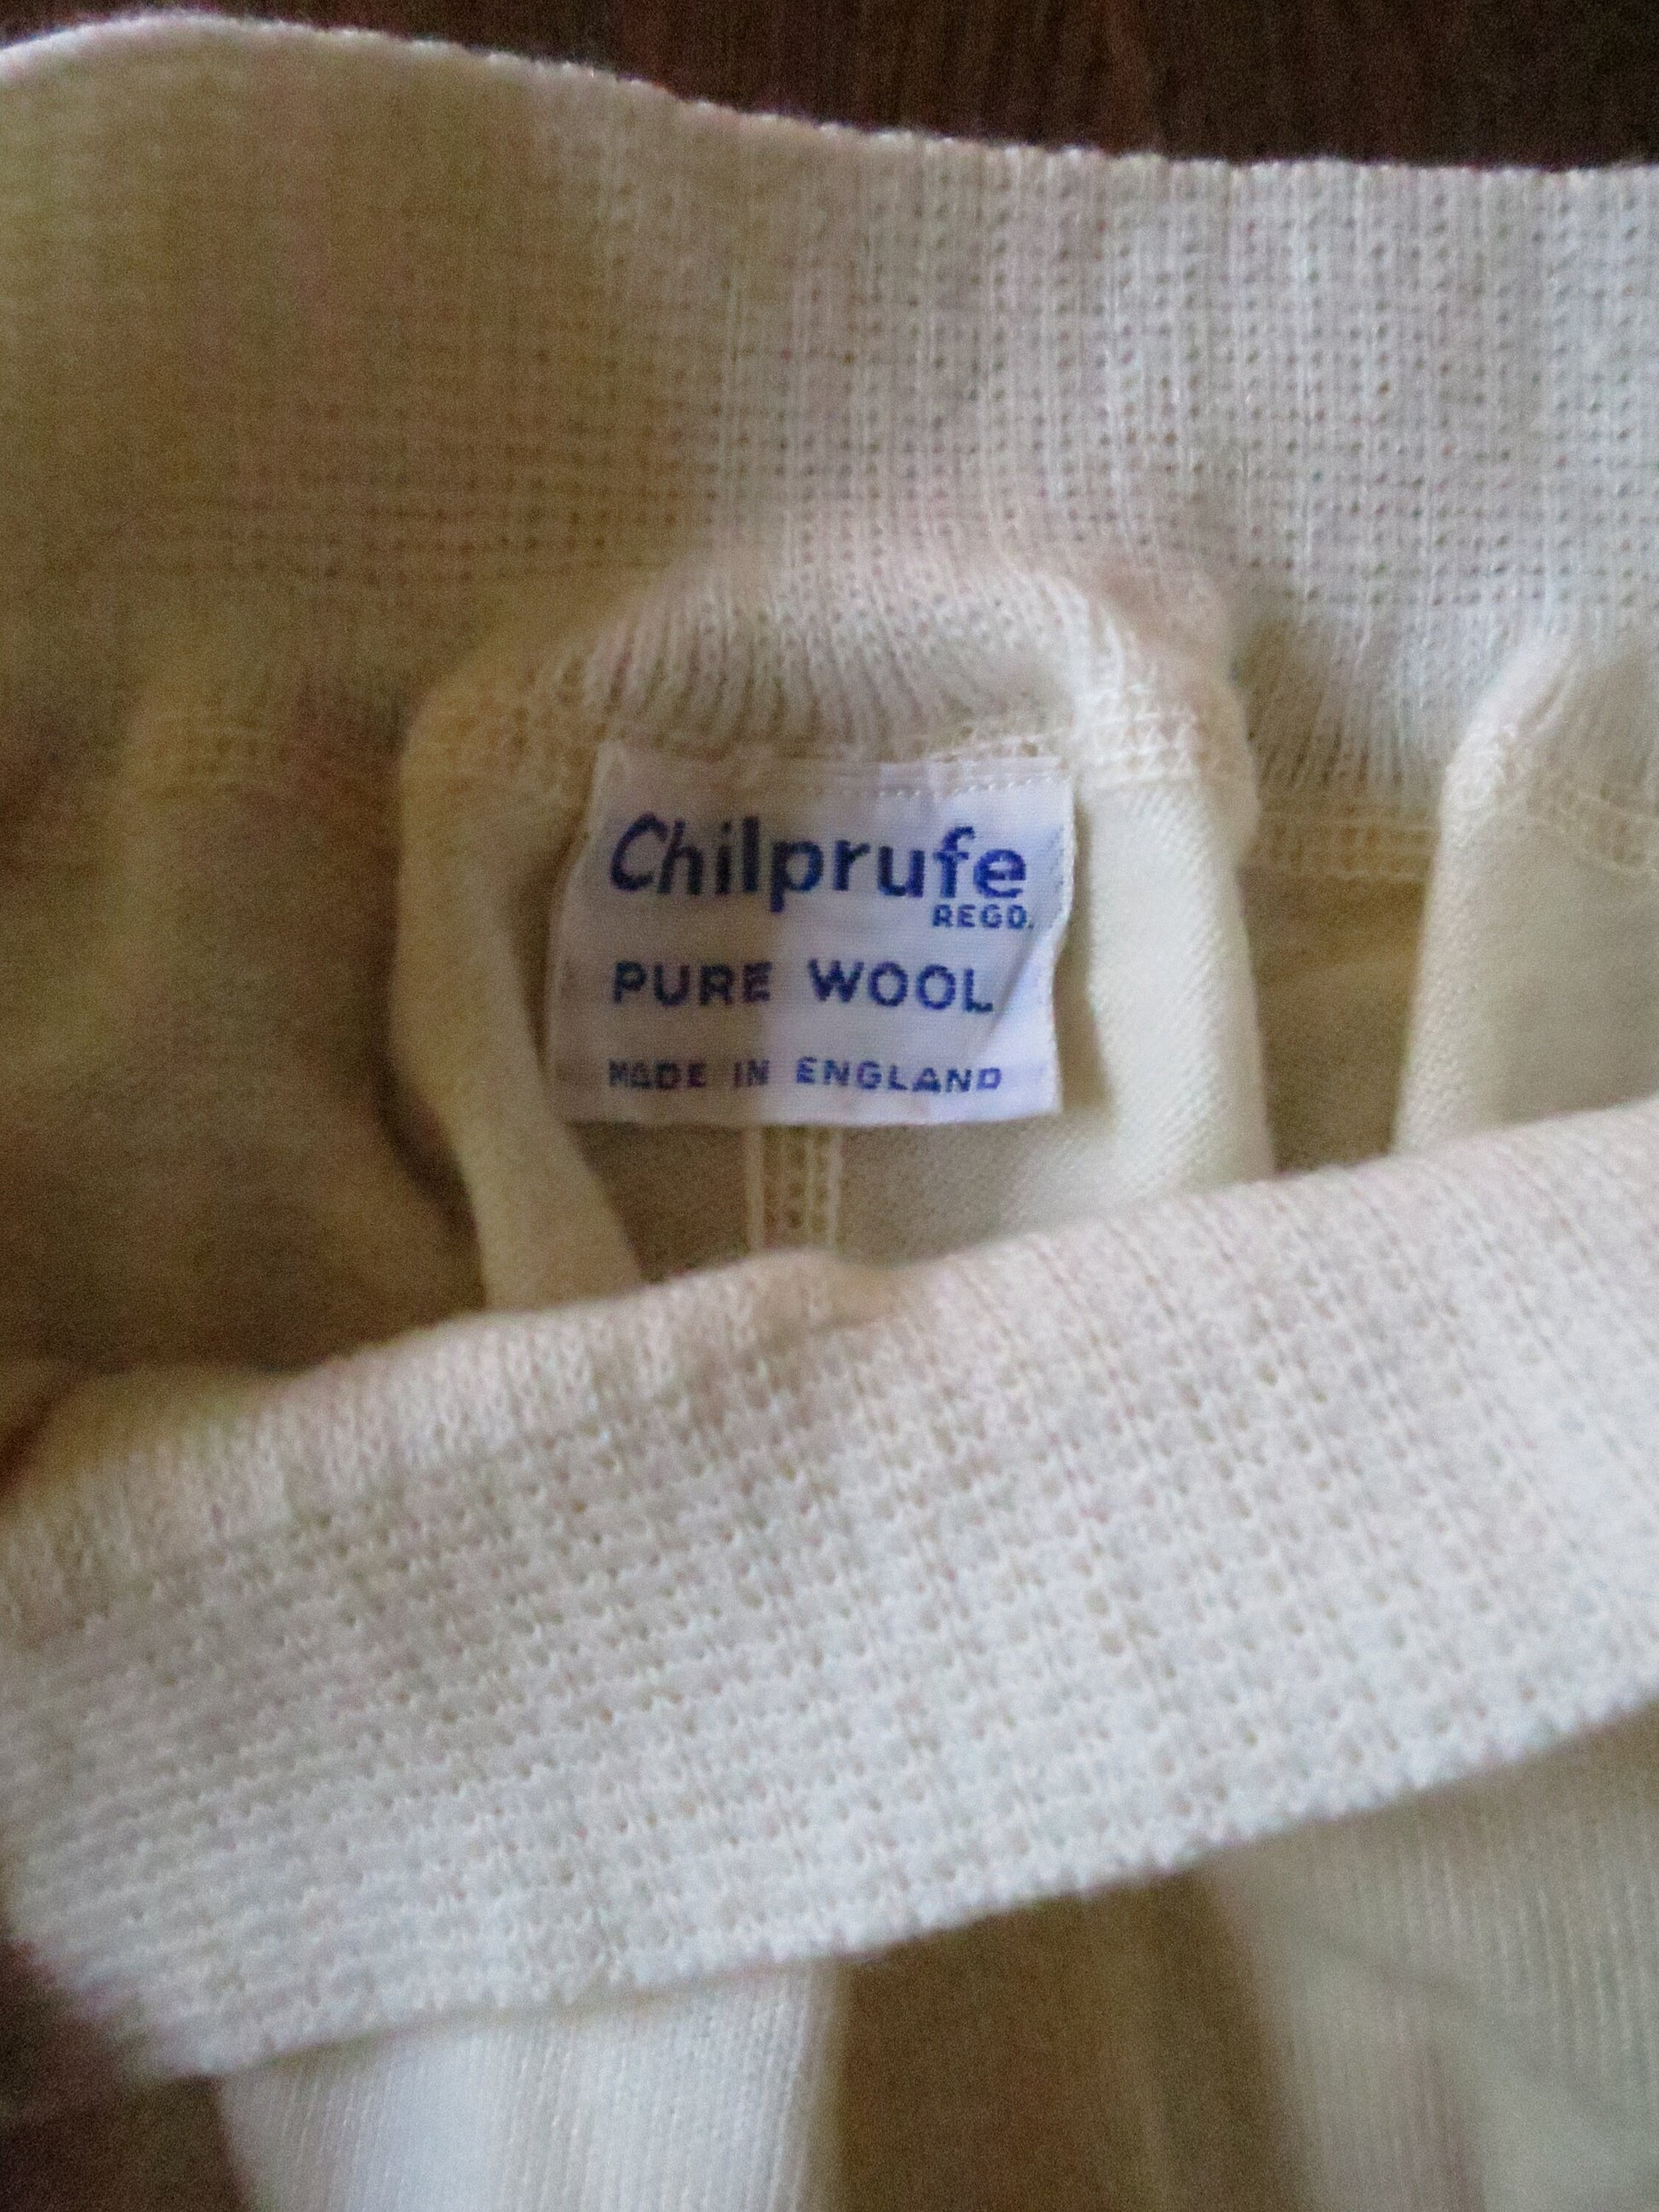 Chilprufe
REGD.
PURE WOOL
MADE IN ENGLAND